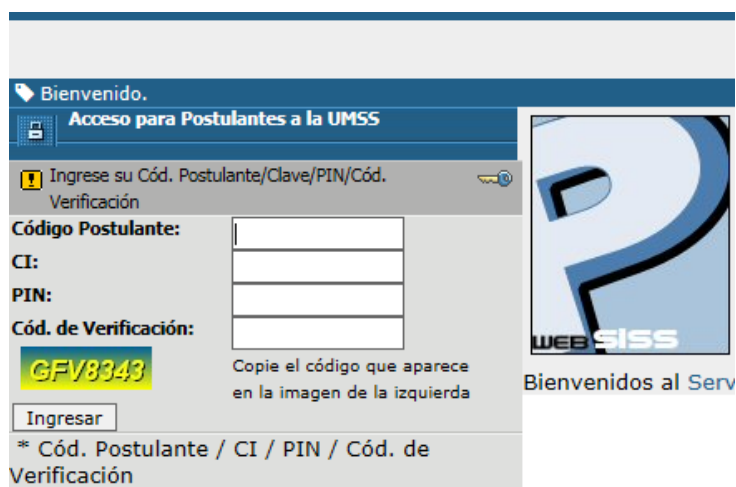 Bienvenido.
Acceso para Postulantes a la UMSS
Ingrese su Cód. Postulante/Clave/PIN/Cód.
Verificación
Código Postulante:
CI:
PIN:
Cód. de Verificación:
GFV8343
Copie el código que aparece
en la imagen de la izquierda
Ingresar
* Cód. Postulante / CI / PIN / Cód. de
Verificación
WEB SISS
Bienvenidos al Serv